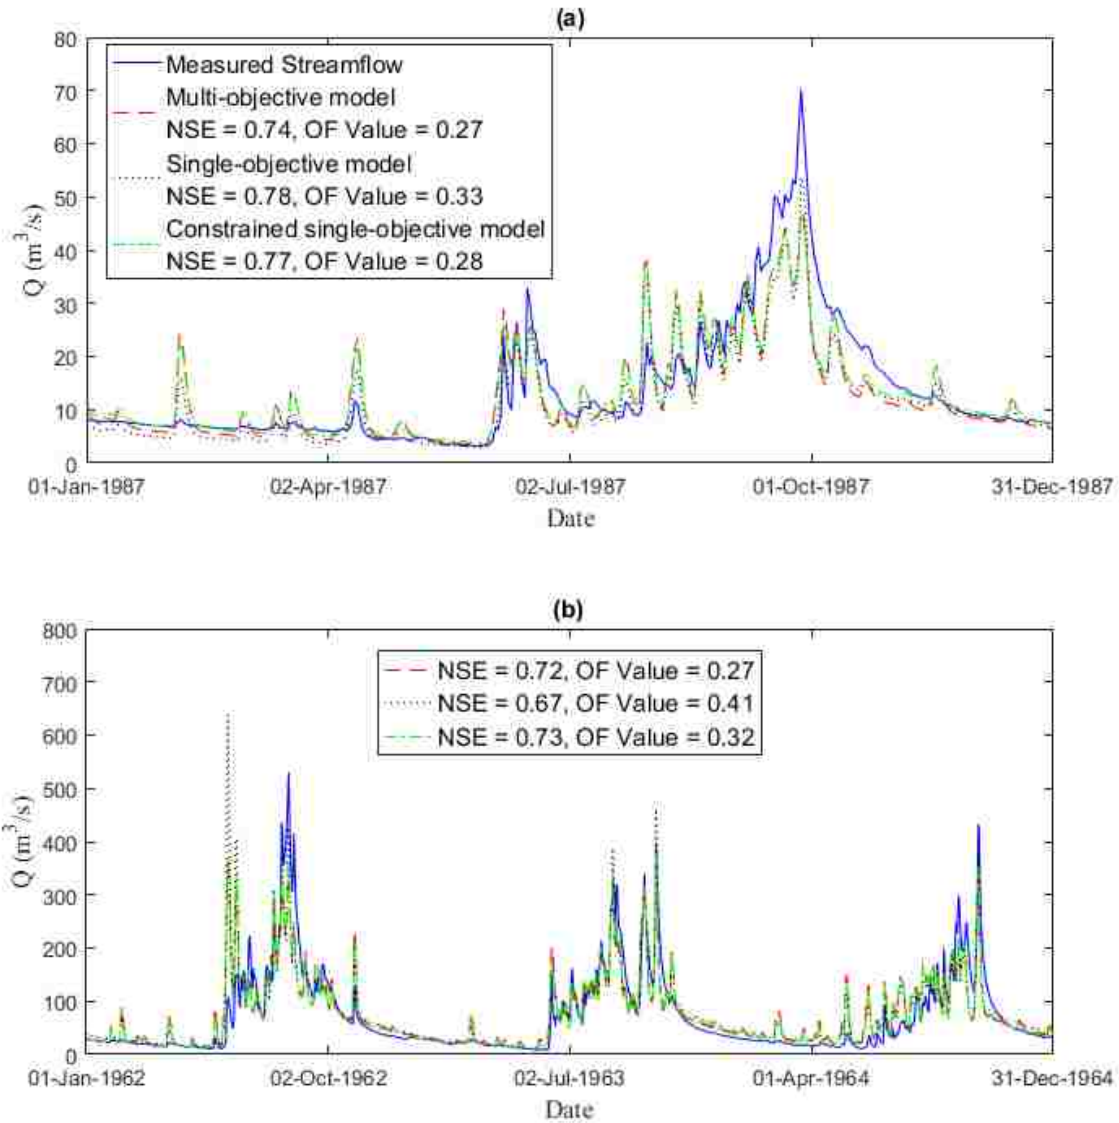 (a)
80
70
60
50
40
30
20
10
0
Q (m³/s)
Measured Streamflow
Multi-objective model
NSE = 0.74, OF Value = 0.27
Single-objective model
NSE = 0.78, OF Value = 0.33
Constrained single-objective model
NSE = 0.77, OF Value = 0.28
01-Jan-1987 02-Apr-1987 02-Jul-1987 01-Oct-1987 31-Dec-1987
Date
(b)
800
700
600
500
400
300
200
100
0
Q (m³/s)
NSE = 0.72, OF Value = 0.27
NSE = 0.67, OF Value = 0.41
NSE = 0.73, OF Value = 0.32
01-Jan-1962 02-Oct-1962 02-Jul-1963 01-Apr-1964 31-Dec-1964
Date